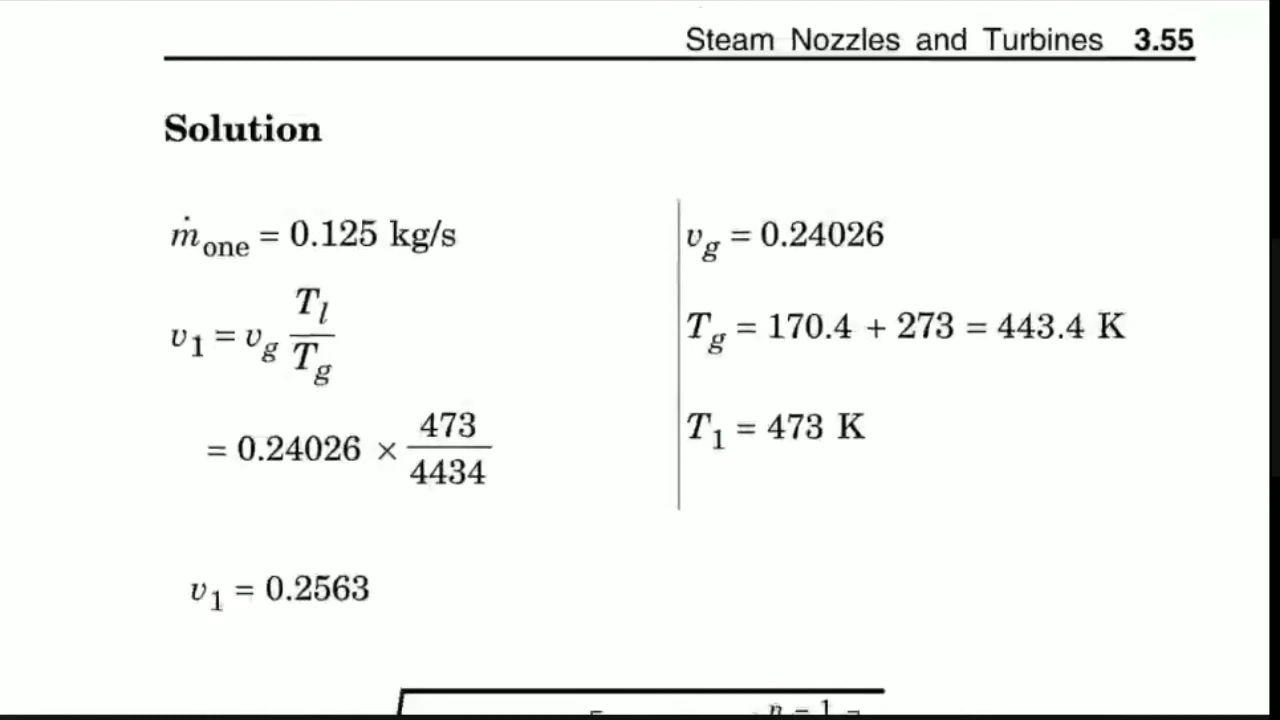 Steam Nozzles and Turbines 3.55
Solution
ṁ_one = 0.125 kg/s
v_1 = v_g T_l / T_g
= 0.24026 × 473 / 4434
v_1 = 0.2563
v_g = 0.24026
T_g = 170.4 + 273 = 443.4 K
T_1 = 473 K
n − 1